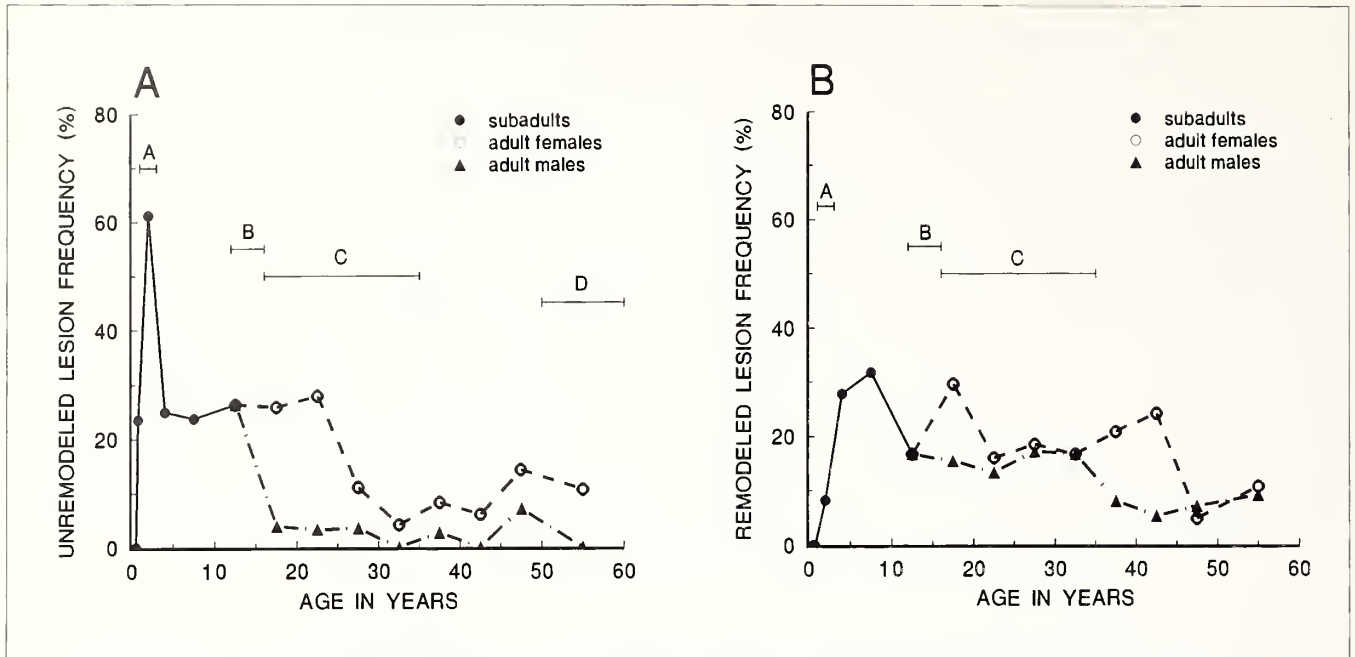 A
UNREMODELED LESION FREQUENCY (%)
80
60
40
20
0
0 10 20 30 40 50 60
AGE IN YEARS
subadults
adult females
adult males
A
B
C
D
B
REMODELED LESION FREQUENCY (%)
80
60
40
20
0
0 10 20 30 40 50 60
AGE IN YEARS
subadults
adult females
adult males
A
B
C